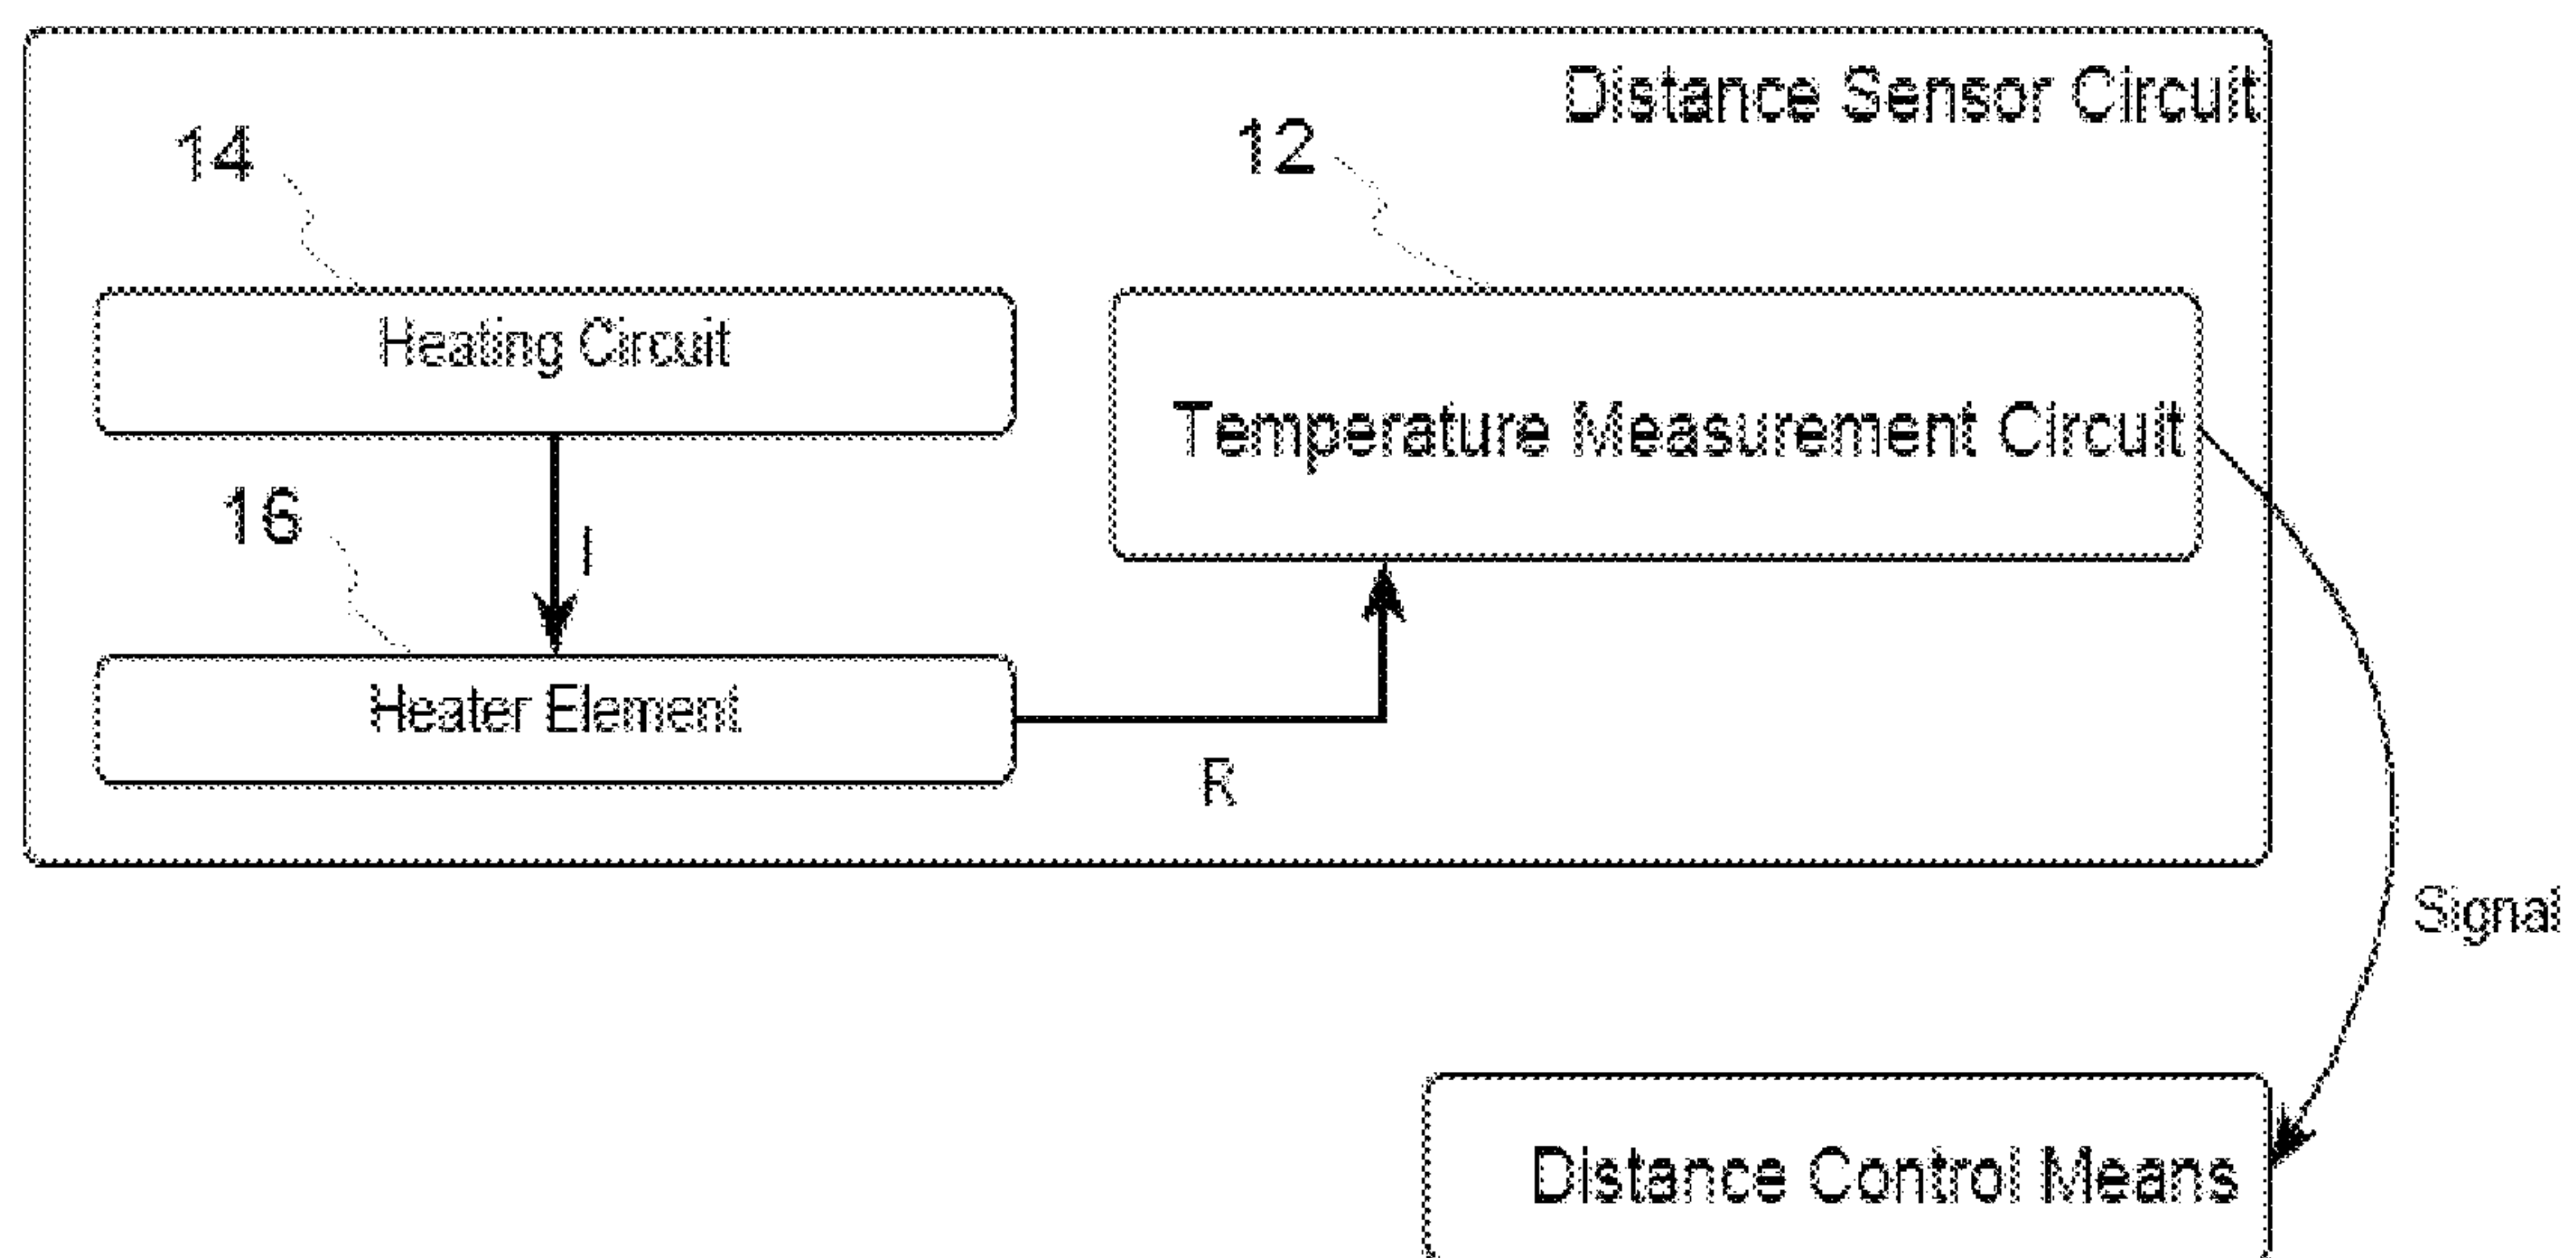 Distance Sensor Circuit
14
12
Heating Circuit
Temperature Measurement Circuit
16
I
Heater Element
R
Signal
Distance Control Means